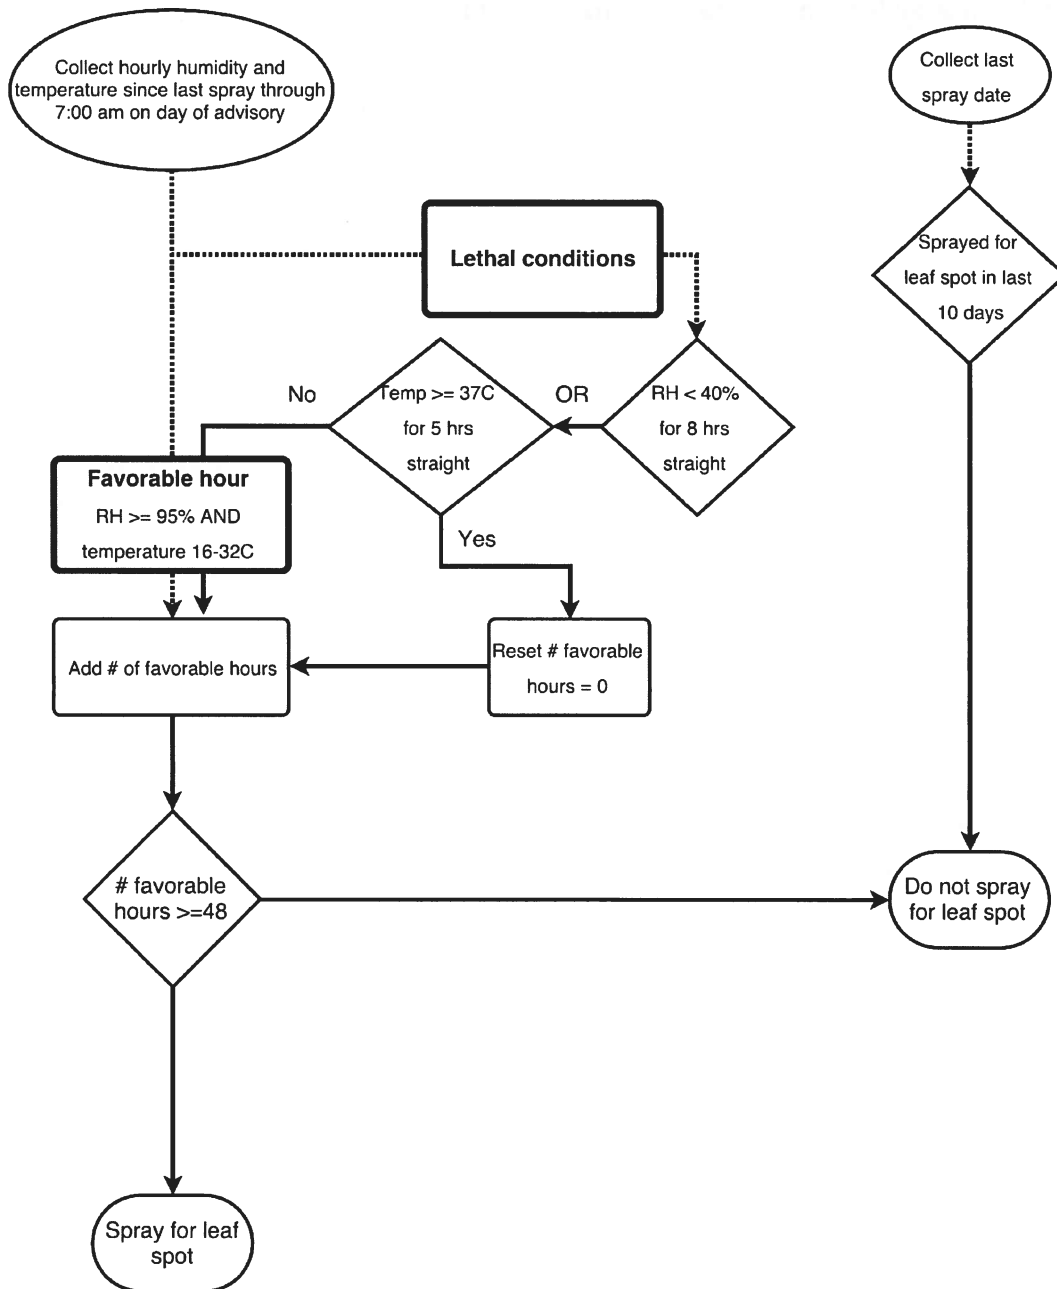 Collect hourly humidity and
temperature since last spray through
7:00 am on day of advisory
Collect last
spray date
Lethal conditions
Sprayed for
leaf spot in last
10 days
No
Temp >= 37C
for 5 hrs
straight
OR
RH < 40%
for 8 hrs
straight
Favorable hour
RH >= 95% AND
temperature 16-32C
Yes
Add # of favorable hours
Reset # favorable
hours = 0
# favorable
hours >=48
Do not spray
for leaf spot
Spray for leaf
spot